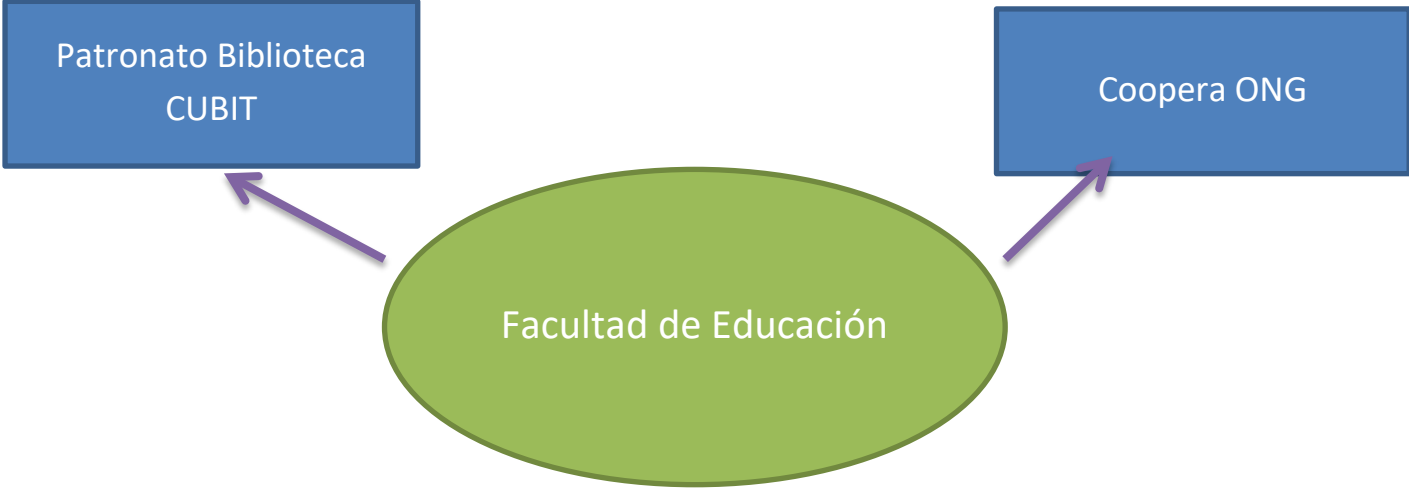 Patronato Biblioteca
CUBIT
Coopera ONG
Facultad de Educación